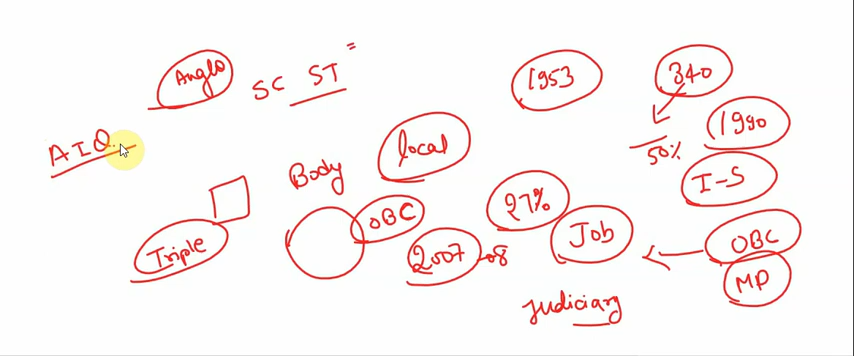 Anglo SC ST 1953 340
AIQ. local 50% 1990
Body I-S
Triple OBC 27% Job OBC
2007-08 MP
judiciary